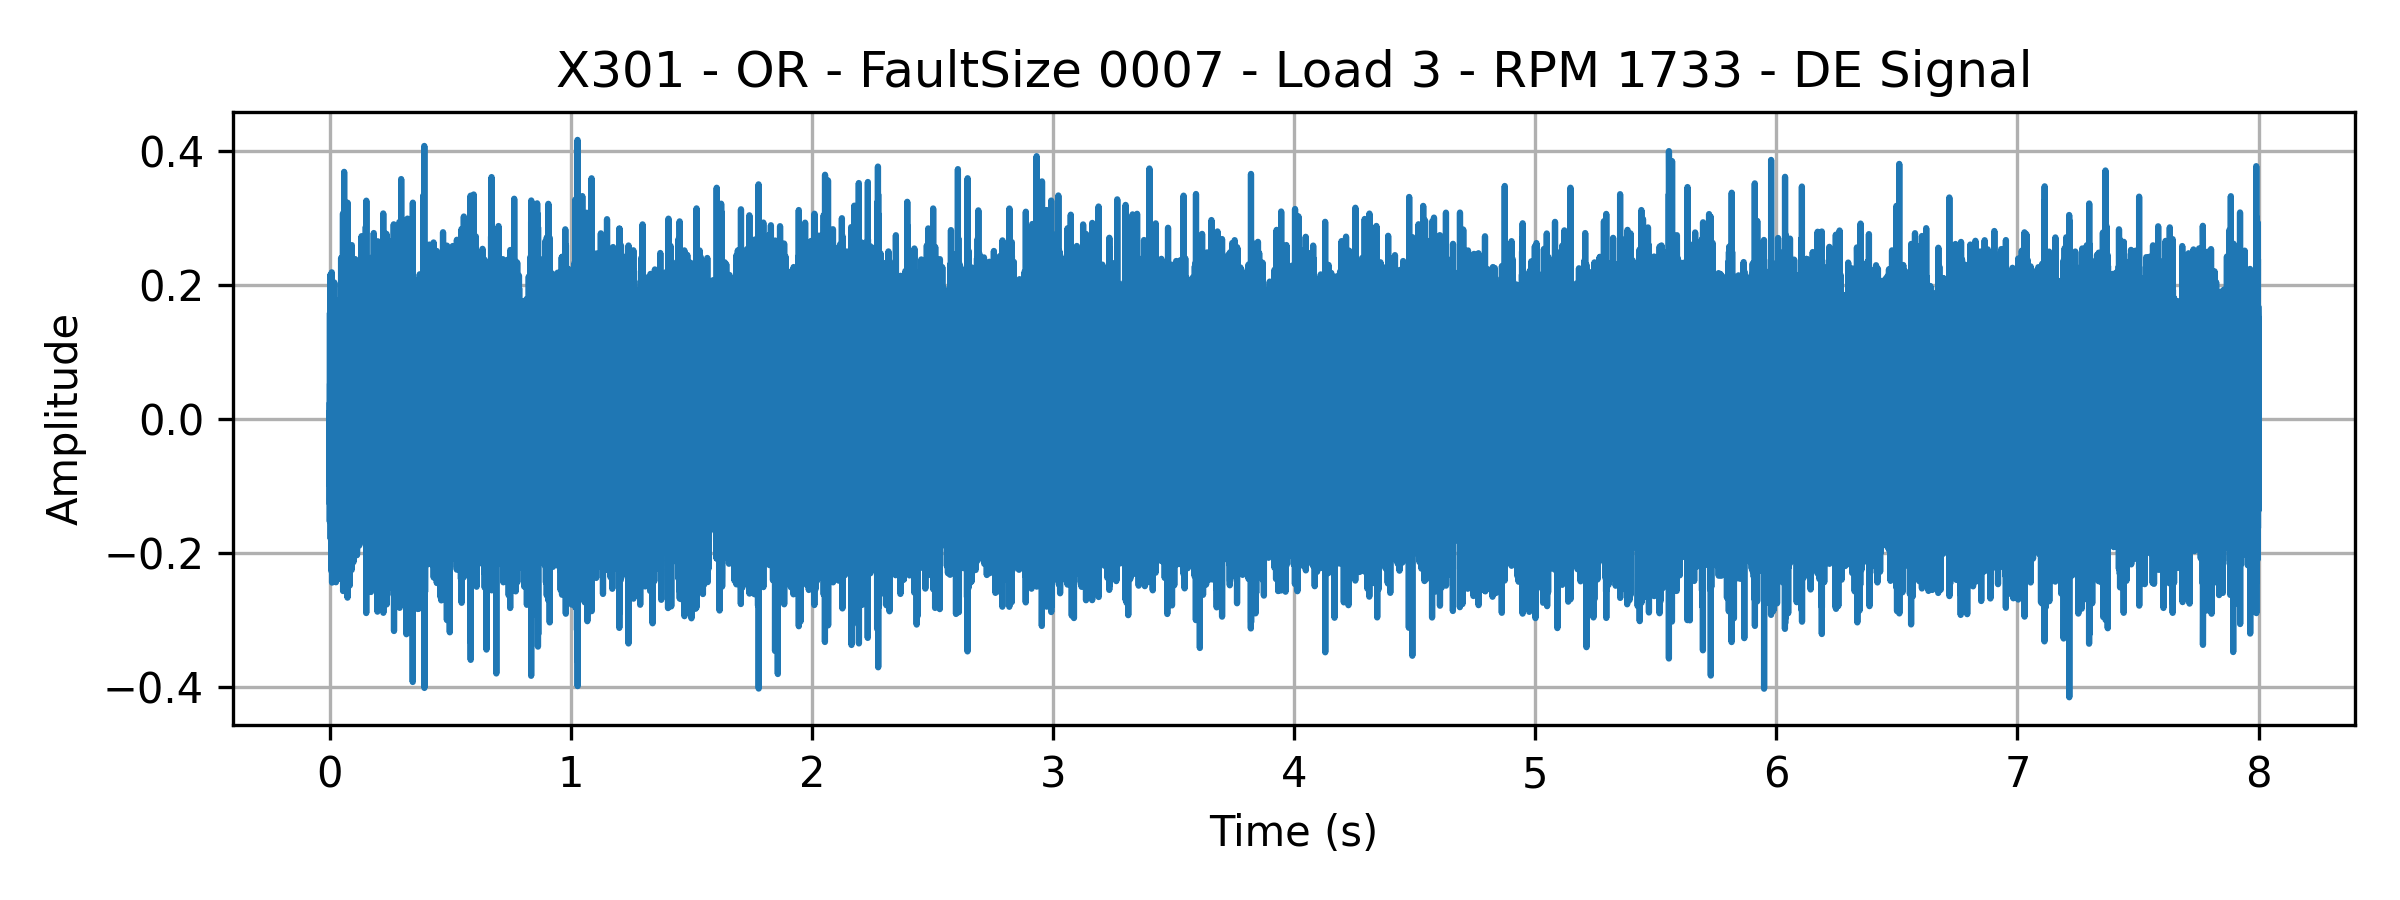 X301 - OR - FaultSize 0007 - Load 3 - RPM 1733 - DE Signal
Amplitude
0.4
0.2
0.0
−0.2
−0.4
0 1 2 3 4 5 6 7 8
Time (s)